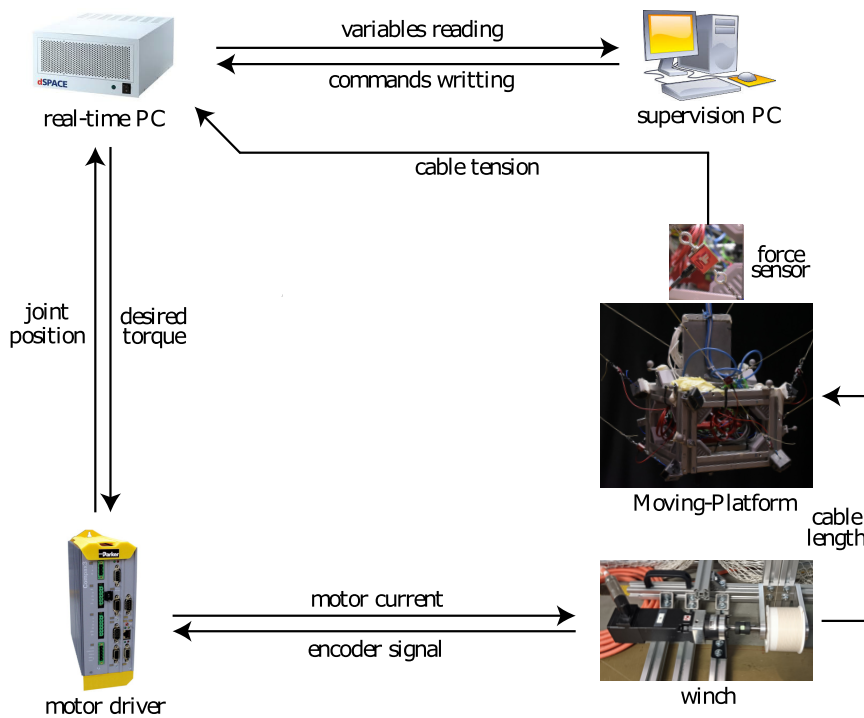 variables reading
commands writting
dSPACE
real-time PC
supervision PC
cable tension
force
sensor
joint
position
desired
torque
Moving-Platform
cable
length
Parker
motor current
encoder signal
motor driver
winch